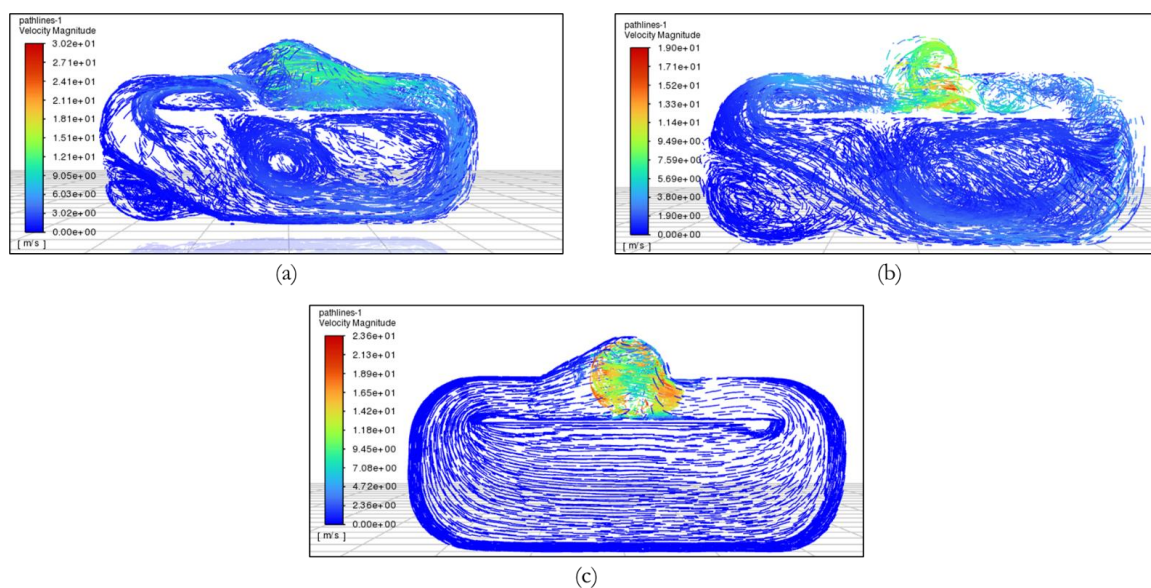 pathlines-1
Velocity Magnitude
3.02e+01
2.71e+01
2.41e+01
2.11e+01
1.81e+01
1.51e+01
1.21e+01
9.05e+00
6.03e+00
3.02e+00
0.00e+00
[ m/s ]
(a)
pathlines-1
Velocity Magnitude
1.90e+01
1.71e+01
1.52e+01
1.33e+01
1.14e+01
9.49e+00
7.59e+00
5.69e+00
3.80e+00
1.90e+00
0.00e+00
[ m/s ]
(b)
pathlines-1
Velocity Magnitude
2.36e+01
2.13e+01
1.89e+01
1.65e+01
1.42e+01
1.18e+01
9.45e+00
7.08e+00
4.72e+00
2.36e+00
0.00e+00
[ m/s ]
(c)